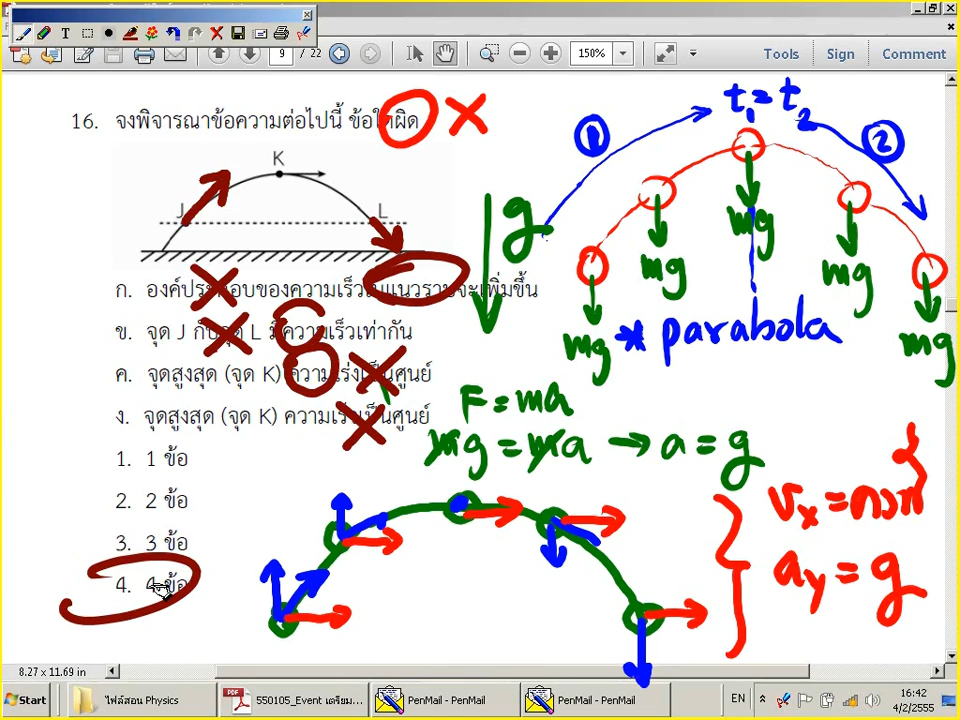 9 / 22
150%
Tools
Sign
Comment
16. จงพิจารณาข้อความต่อไปนี้ ข้อใดผิด
K
J
L
ก. องค์ประกอบของความเร็วในแนวราบจะเพิ่มขึ้น
ข. จุด J กับจุด L มีความเร็วเท่ากัน
ค. จุดสูงสุด (จุด K) ความเร่งเป็นศูนย์
ง. จุดสูงสุด (จุด K) ความเร็วเป็นศูนย์
1. 1 ข้อ
2. 2 ข้อ
3. 3 ข้อ
4. 4 ข้อ
t₁ = t₂
1
2
g
mg
mg
mg
mg
mg
* parabola
F = ma
mg = ma → a = g
vₓ = คงที่
a_y = g
8.27 x 11.69 in
Start
ไฟล์สอน Physics
550105_Event เตรียม...
PenMail - PenMail
PenMail - PenMail
EN
16:42
4/2/2555